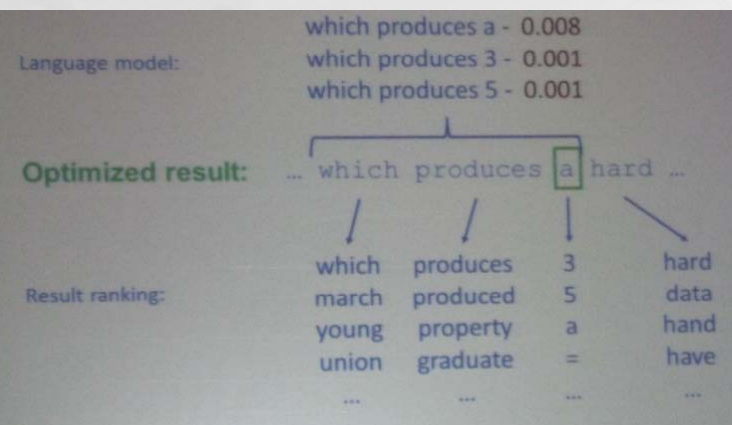 which produces a - 0.008
Language model: which produces 3 - 0.001
which produces 5 - 0.001
Optimized result: ... which produces a hard ...
which produces 3 hard
Result ranking: march produced 5 data
young property a hand
union graduate = have
... ... ... ...